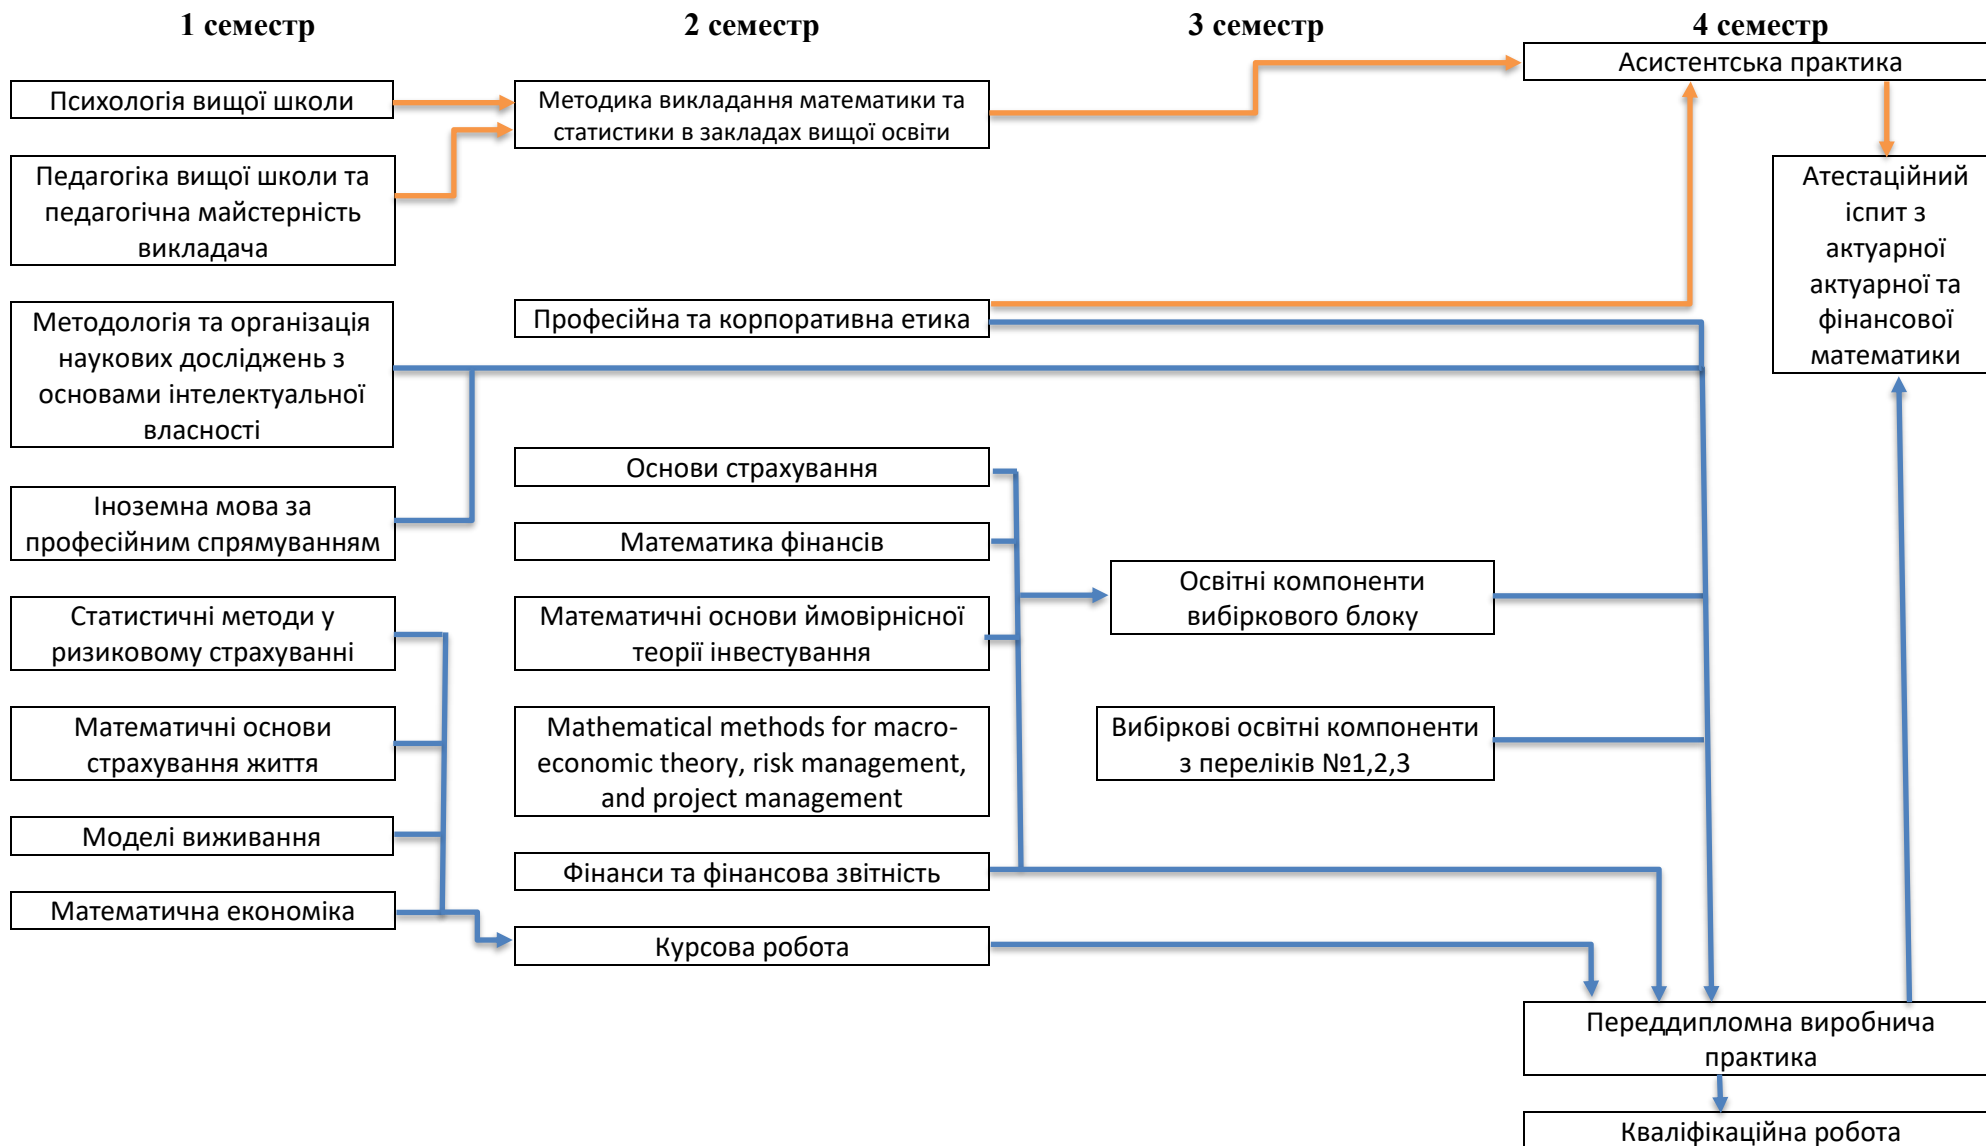 1 семестр
2 семестр
3 семестр
4 семестр
Психологія вищої школи
Педагогіка вищої школи та
педагогічна майстерність
викладача
Методологія та організація
наукових досліджень з
основами інтелектуальної
власності
Іноземна мова за
професійним спрямуванням
Статистичні методи у
ризиковому страхуванні
Математичні основи
страхування життя
Моделі виживання
Математична економіка
Методика викладання математики та
статистики в закладах вищої освіти
Професійна та корпоративна етика
Основи страхування
Математика фінансів
Математичні основи ймовірнісної
теорії інвестування
Mathematical methods for macro-
economic theory, risk management,
and project management
Фінанси та фінансова звітність
Курсова робота
Освітні компоненти
вибіркового блоку
Вибіркові освітні компоненти
з переліків №1,2,3
Асистентська практика
Атестаційний
іспит з
актуарної
актуарної та
фінансової
математики
Переддипломна виробнича
практика
Кваліфікаційна робота